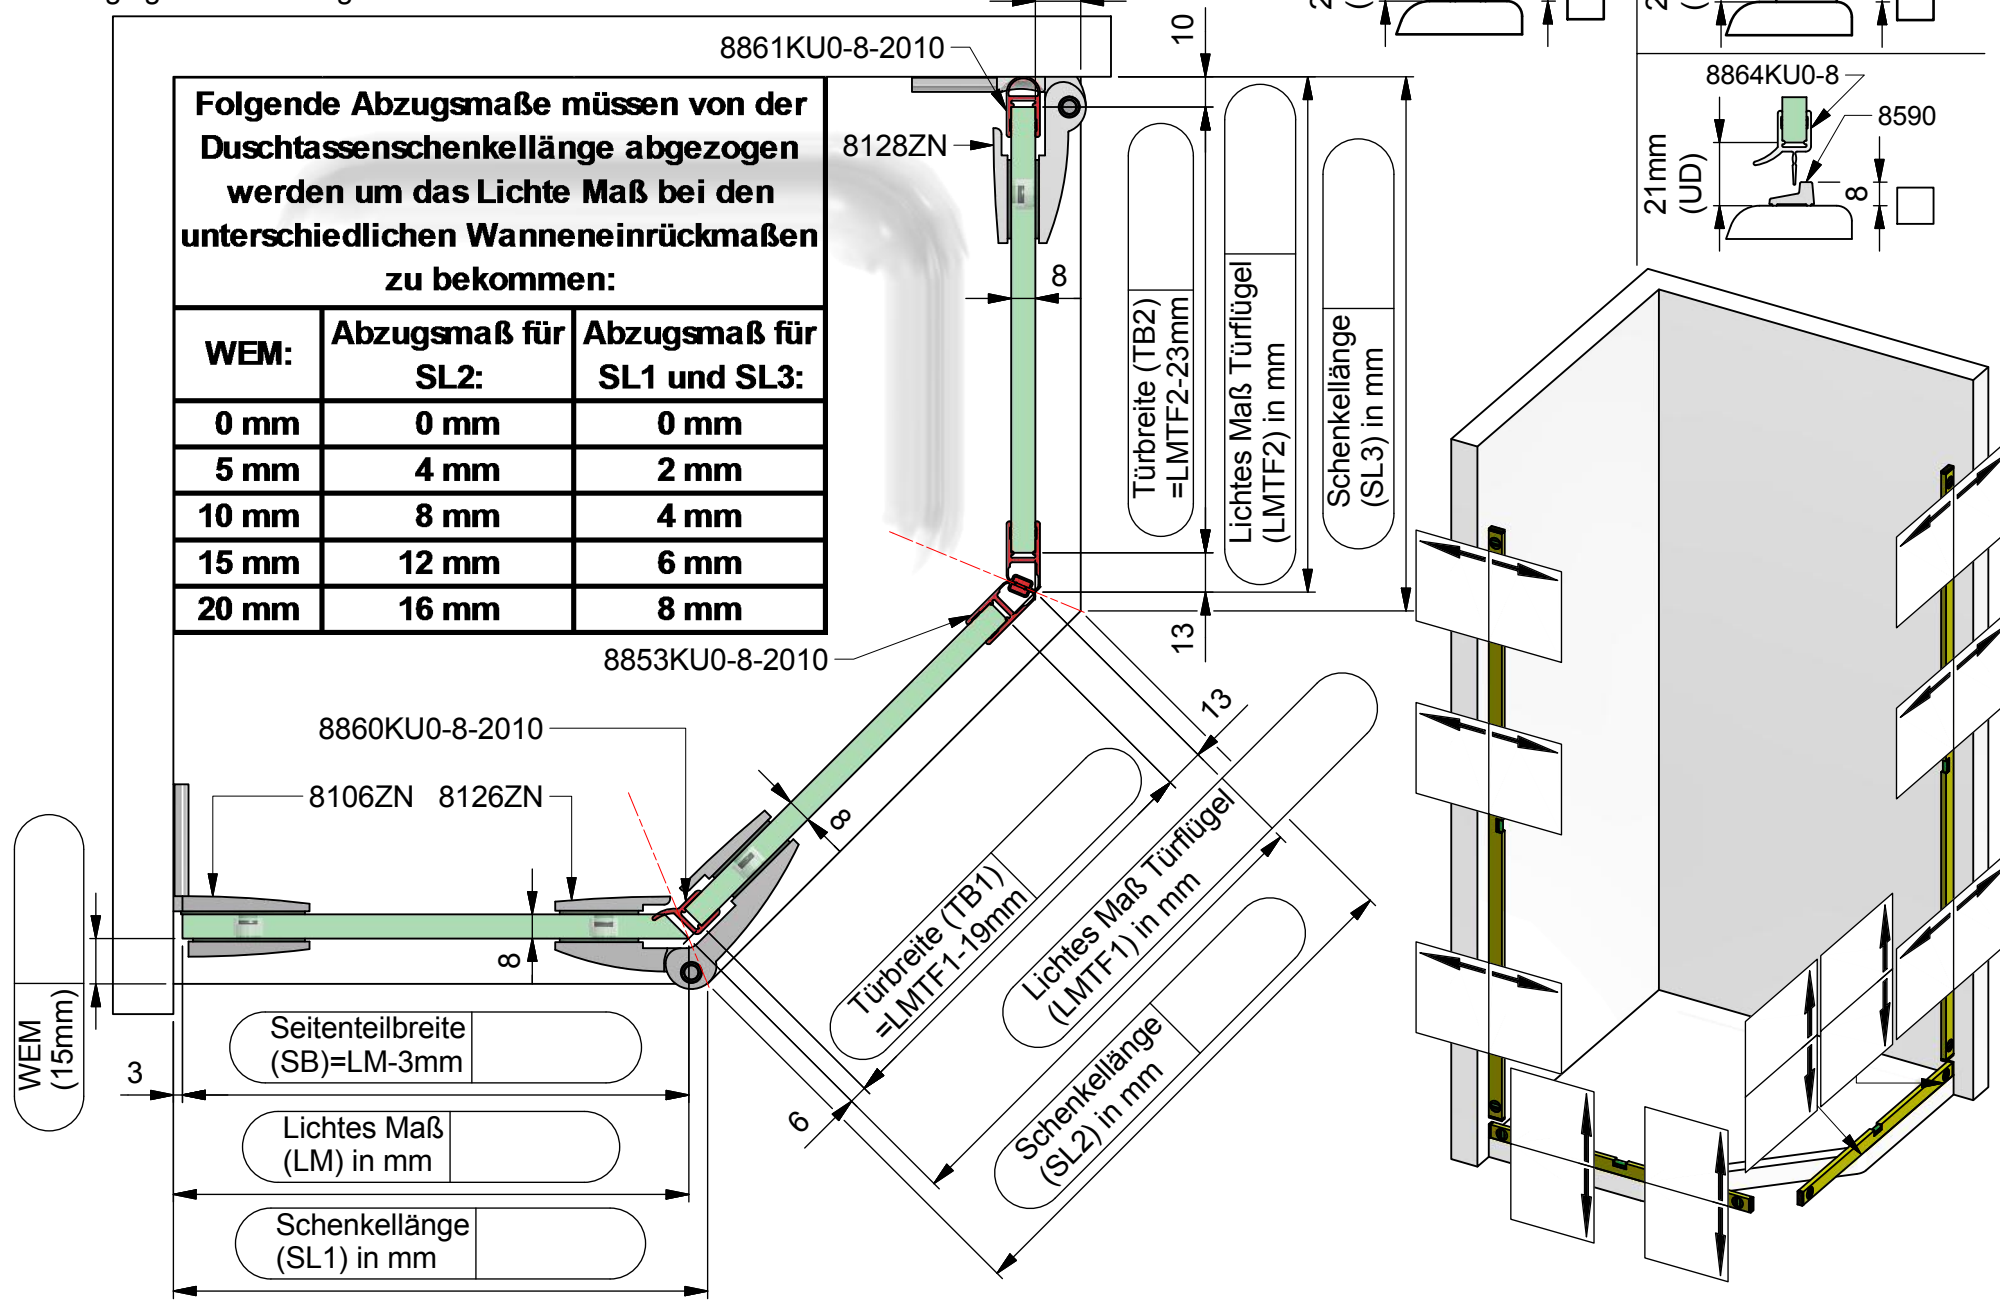 8861KU0-8-2010
10
Folgende Abzugsmaße müssen von der
Duschtassenschenkellänge abgezogen
werden um das Lichte Maß bei den
unterschiedlichen Wanneneinrückmaßen
zu bekommen:
WEM: Abzugsmaß für SL2: Abzugsmaß für SL1 und SL3:
0 mm 0 mm 0 mm
5 mm 4 mm 2 mm
10 mm 8 mm 4 mm
15 mm 12 mm 6 mm
20 mm 16 mm 8 mm
8128ZN
8
Türbreite (TB2)
=LMTF2-23mm
Lichtes Maß Türflügel
(LMTF2) in mm
Schenkellänge
(SL3) in mm
13
8864KU0-8
8590
21mm
(UD)
8
8853KU0-8-2010
8860KU0-8-2010
8106ZN
8126ZN
8
8
13
Türbreite (TB1)
=LMTF1-19mm
Lichtes Maß Türflügel
(LMTF1) in mm
Schenkellänge
(SL2) in mm
6
WEM
(15mm)
3
Seitenteilbreite
(SB)=LM-3mm
Lichtes Maß
(LM) in mm
Schenkellänge
(SL1) in mm